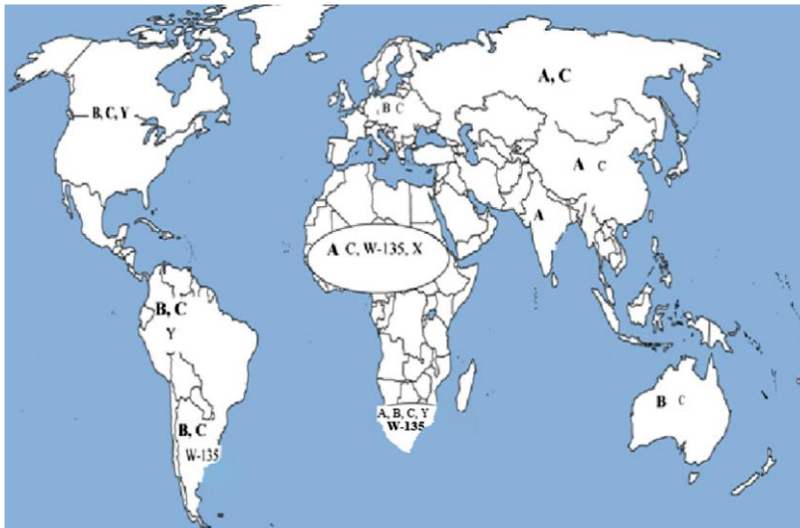 A, C
B, C, Y
B C
A C
A
A C, W-135, X
B, C
Y
B, C
W-135
A, B, C, Y
W-135
B C